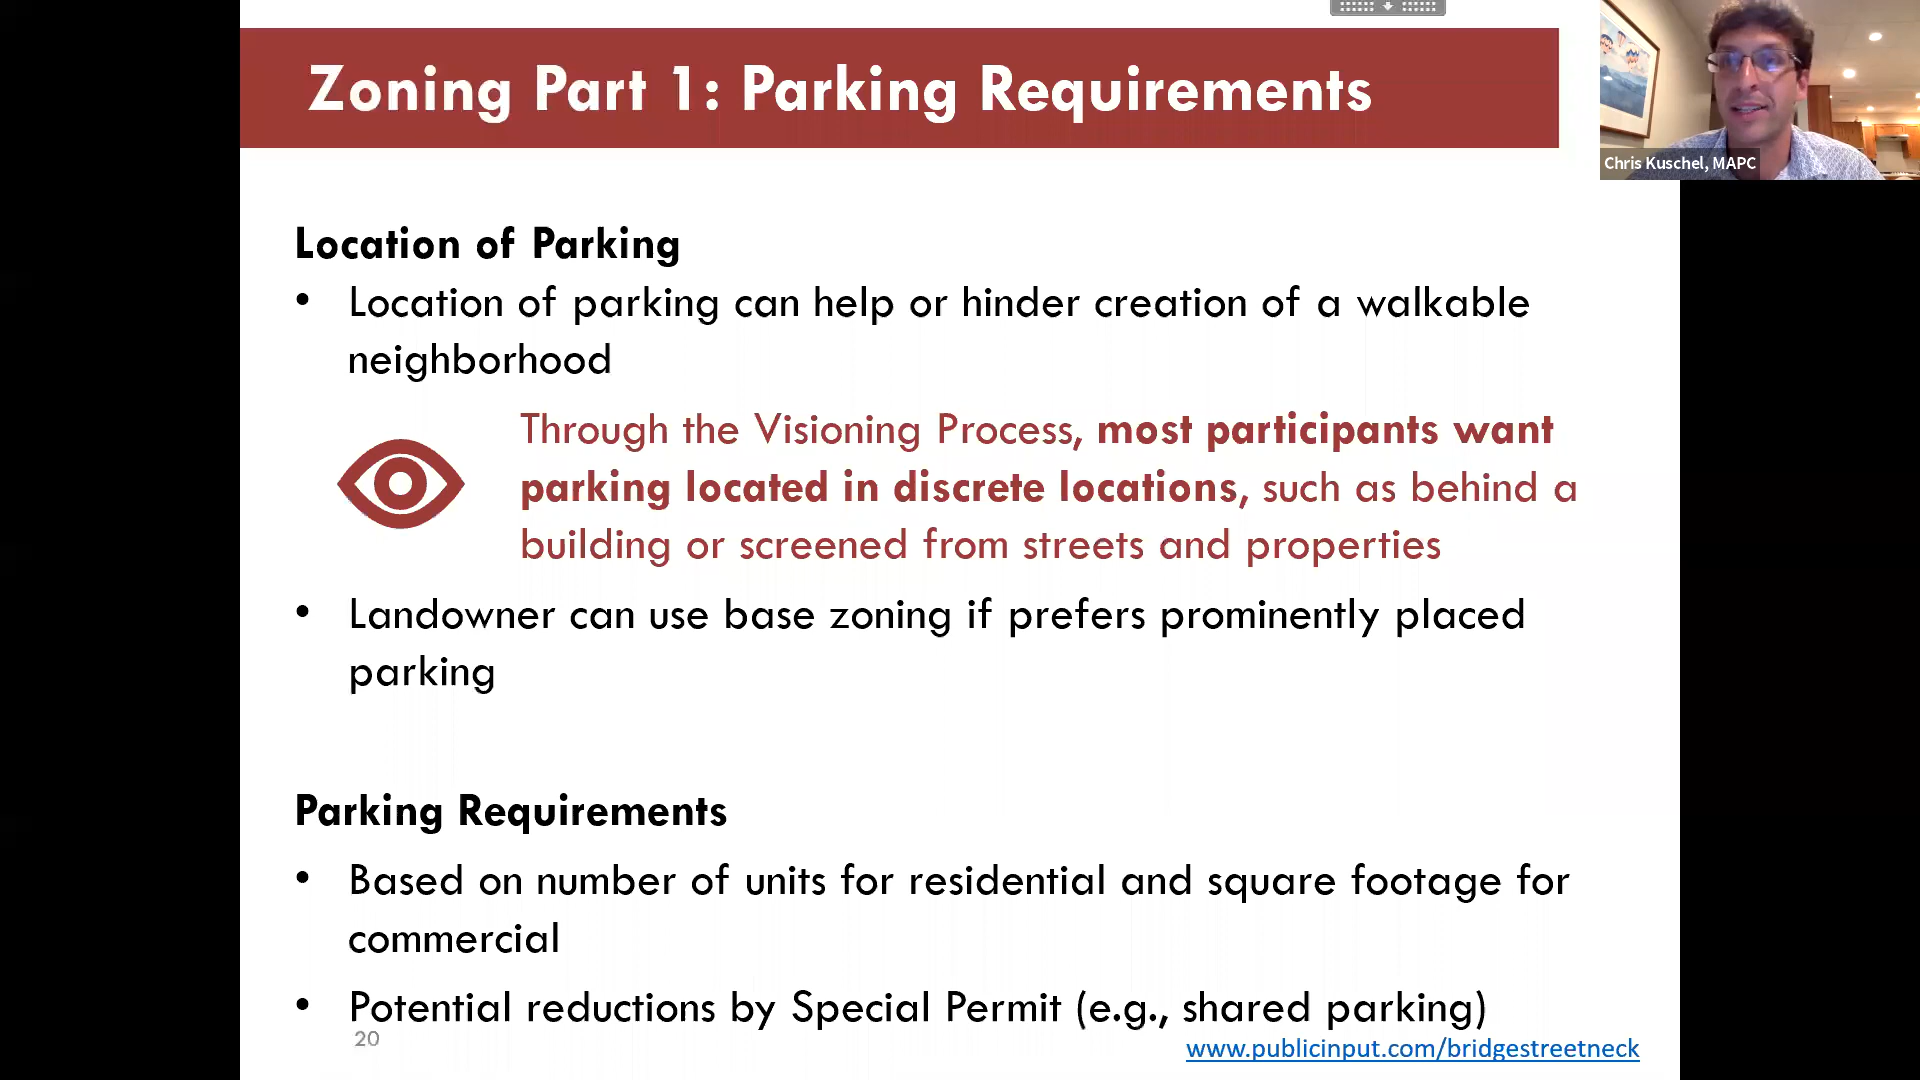 Zoning Part 1: Parking Requirements
Chris Kuschel, MAPC
Location of Parking
• Location of parking can help or hinder creation of a walkable
neighborhood
Through the Visioning Process, most participants want
parking located in discrete locations, such as behind a
building or screened from streets and properties
• Landowner can use base zoning if prefers prominently placed
parking
Parking Requirements
• Based on number of units for residential and square footage for
commercial
• Potential reductions by Special Permit (e.g., shared parking)
20
www.publicinput.com/bridgestreetneck